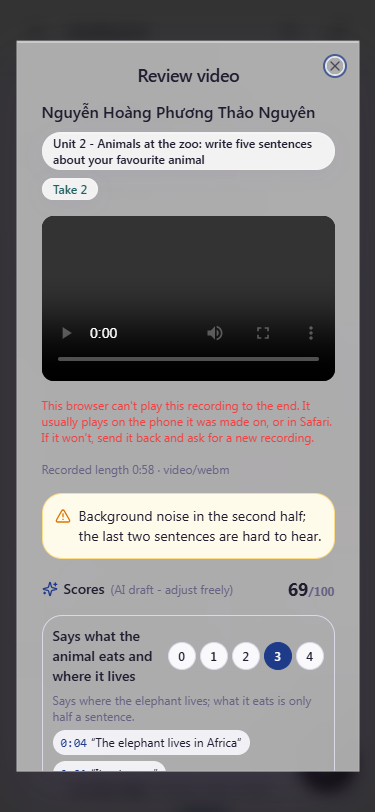 Review video
Nguyễn Hoàng Phương Thảo Nguyên
Unit 2 - Animals at the zoo: write five sentences
about your favourite animal
Take 2
0:00
This browser can't play this recording to the end. It
usually plays on the phone it was made on, or in Safari.
If it won't, send it back and ask for a new recording.
Recorded length 0:58 · video/webm
Background noise in the second half;
the last two sentences are hard to hear.
Scores (AI draft - adjust freely) 69/100
Says what the
animal eats and
where it lives
0 1 2 3 4
Says where the elephant lives; what it eats is only
half a sentence.
0:04 “The elephant lives in Africa”